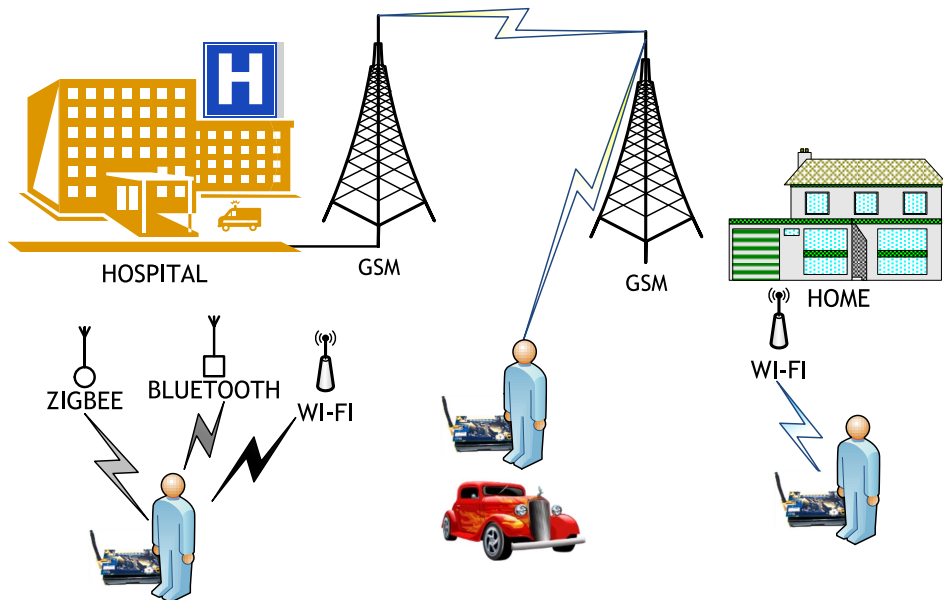 H
HOSPITAL
GSM
GSM
HOME
ZIGBEE
BLUETOOTH
WI-FI
WI-FI